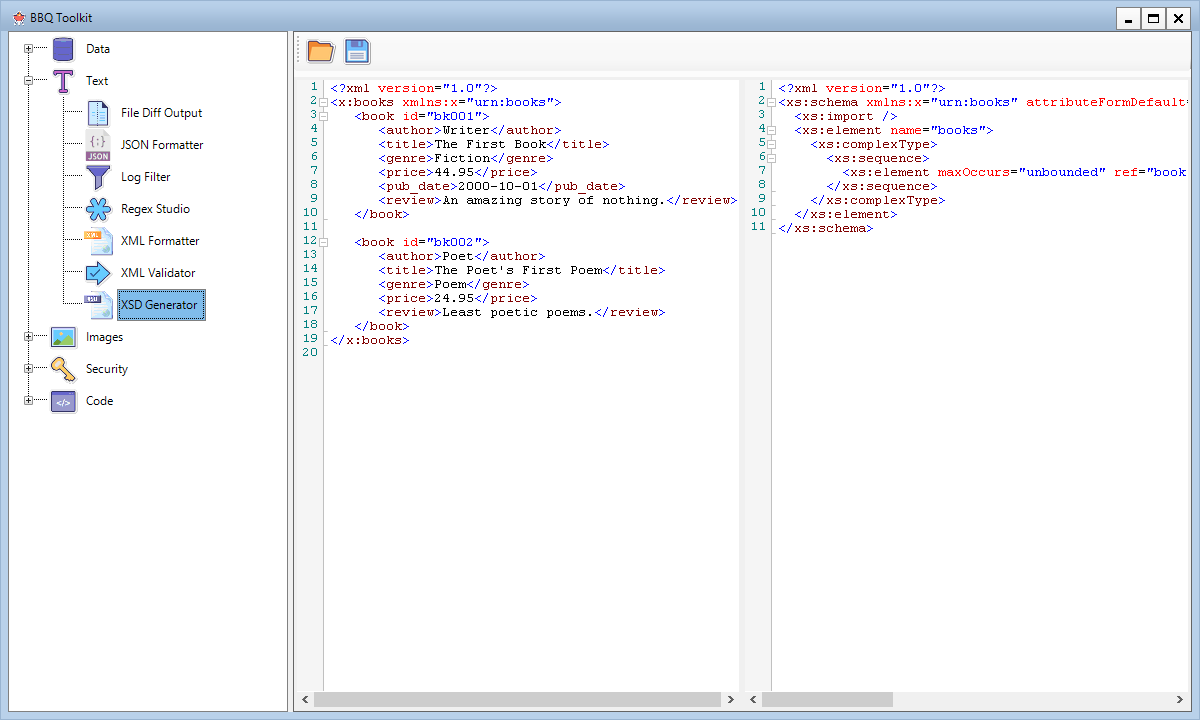 BBQ Toolkit
Data
Text
File Diff Output
JSON Formatter
Log Filter
Regex Studio
XML Formatter
XML Validator
XSD Generator
Images
Security
Code
{:}
JSON
XML
XSD
</>
1 <?xml version="1.0"?>
2 <x:books xmlns:x="urn:books">
3 <book id="bk001">
4 <author>Writer</author>
5 <title>The First Book</title>
6 <genre>Fiction</genre>
7 <price>44.95</price>
8 <pub_date>2000-10-01</pub_date>
9 <review>An amazing story of nothing.</review>
10 </book>
11
12 <book id="bk002">
13 <author>Poet</author>
14 <title>The Poet's First Poem</title>
15 <genre>Poem</genre>
16 <price>24.95</price>
17 <review>Least poetic poems.</review>
18 </book>
19 </x:books>
20
1 <?xml version="1.0"?>
2 <xs:schema xmlns:x="urn:books" attributeFormDefault=
3 <xs:import />
4 <xs:element name="books">
5 <xs:complexType>
6 <xs:sequence>
7 <xs:element maxOccurs="unbounded" ref="book
8 </xs:sequence>
9 </xs:complexType>
10 </xs:element>
11 </xs:schema>